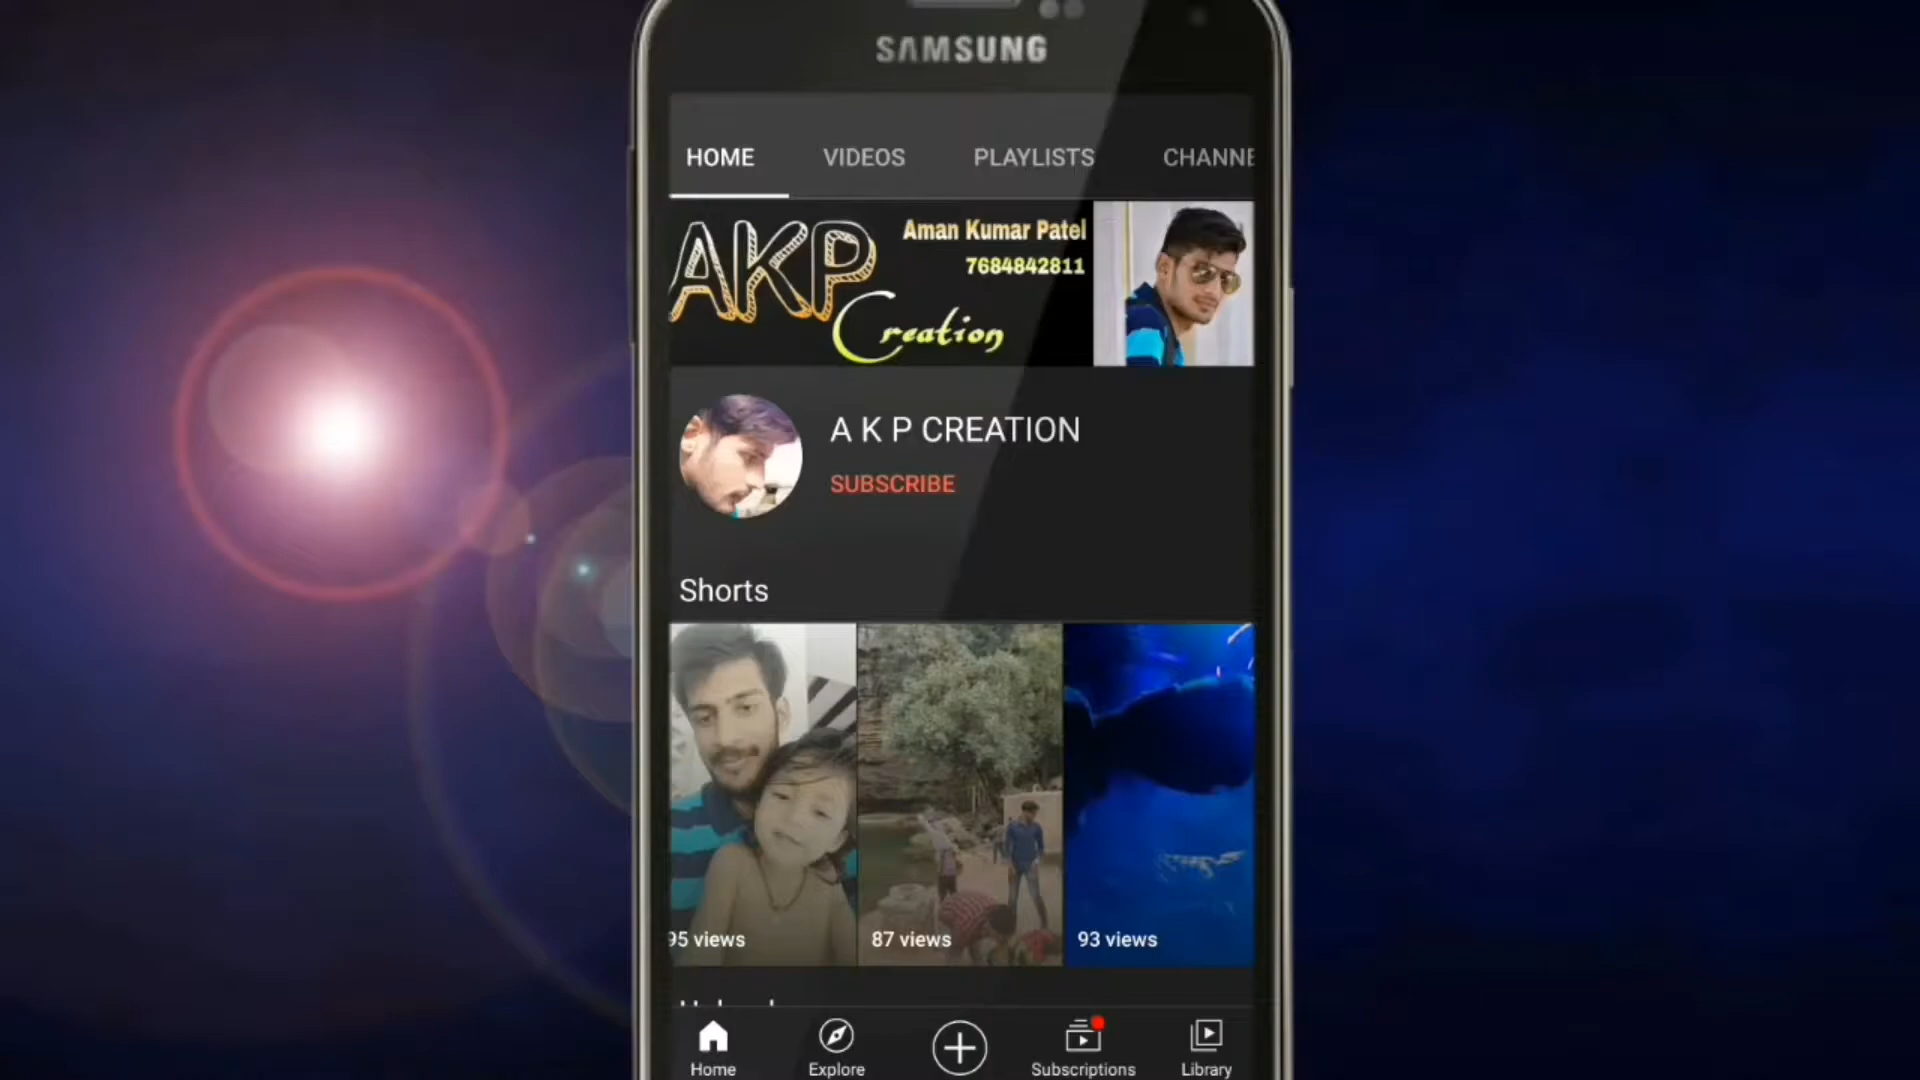 SAMSUNG
HOME VIDEOS PLAYLISTS CHANNE
AKP
Creation
Aman Kumar Patel
7684842811
A K P CREATION
SUBSCRIBE
Shorts
95 views 87 views 93 views
Home Explore Subscriptions Library